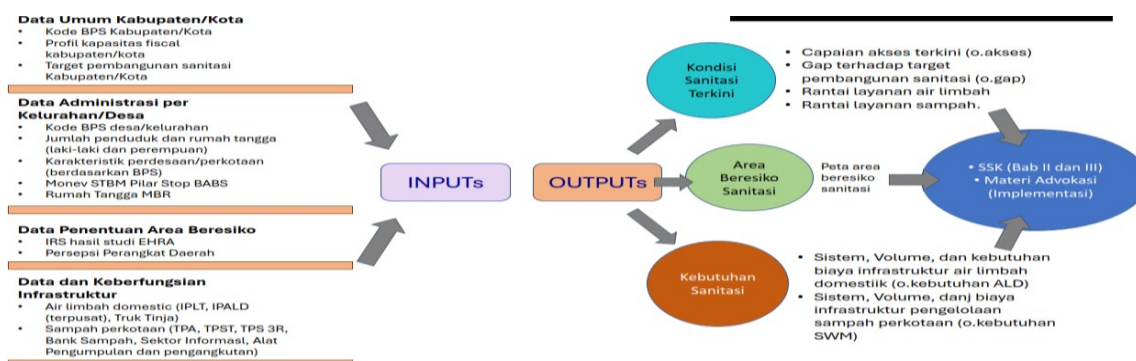 Data Umum Kabupaten/Kota
• Kode BPS Kabupaten/Kota
• Profil kapasitas fiscal
kabupaten/kota
• Target pembangunan sanitasi
Kabupaten/Kota
Data Administrasi per
Kelurahan/Desa
• Kode BPS desa/kelurahan
• Jumlah penduduk dan rumah tangga
(laki-laki dan perempuan)
• Karakteristik perdesaan/perkotaan
(berdasarkan BPS)
• Monev STBM Pilar Stop BABS
• Rumah Tangga MBR
Data Penentuan Area Beresiko
• IRS hasil studi EHRA
• Persepsi Perangkat Daerah
Data dan Keberfungsian
Infrastruktur
• Air limbah domestic (IPLT, IPALD
(terpusat), Truk Tinja)
• Sampah perkotaan (TPA, TPST, TPS 3R,
Bank Sampah, Sektor Informasl, Alat
Pengumpulan dan pengangkutan)
INPUTs
OUTPUTs
Kondisi
Sanitasi
Terkini
• Capaian akses terkini (o.akses)
• Gap terhadap target
pembangunan sanitasi (o.gap)
• Rantai layanan air limbah
• Rantai layanan sampah.
Area
Beresiko
Sanitasi
Peta area
beresiko
sanitasi
• SSK (Bab II dan III)
• Materi Advokasi
(Implementasi)
Kebutuhan
Sanitasi
• Sistem, Volume, dan kebutuhan
biaya infrastruktur air limbah
domestiik (o.kebutuhan ALD)
• Sistem, Volume, danj biaya
infrastruktur pengelolaan
sampah perkotaan (o.kebutuhan
SWM)